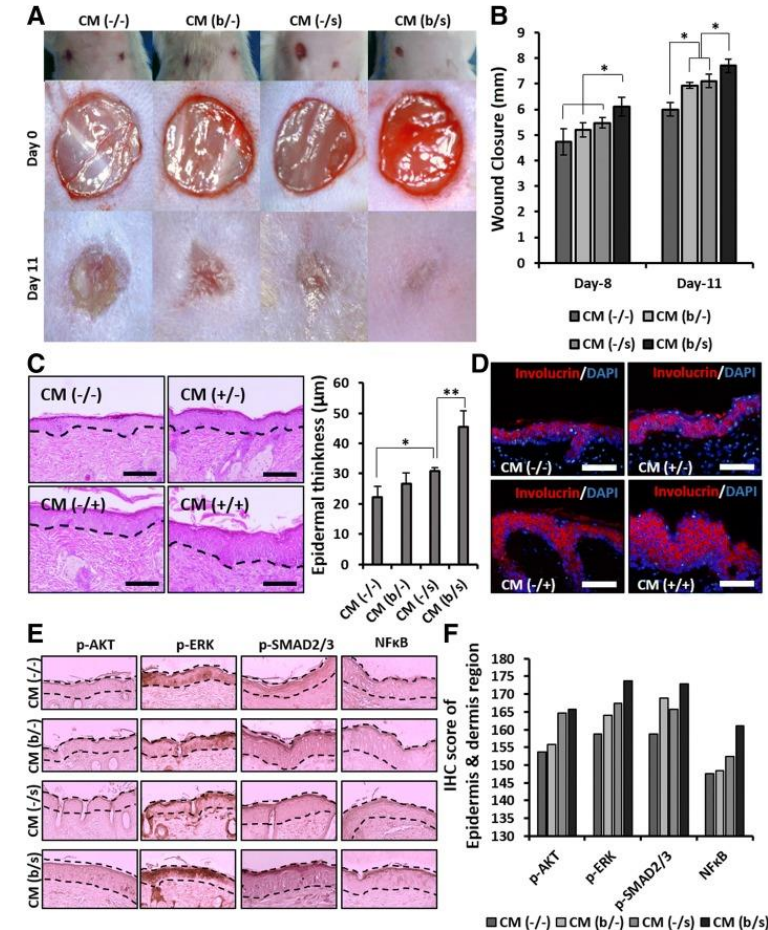 A
CM (-/-) CM (b/-) CM (-/s) CM (b/s)
Day 0
Day 11
B
Wound Closure (mm)
9
8
7
6
5
4
3
2
1
0
* * *
Day-8 Day-11
CM (-/-) CM (b/-)
CM (-/s) CM (b/s)
C
CM (-/-) CM (+/-)
CM (-/+) CM (+/+)
Epidermal thinkness (μm)
60
50
40
30
20
10
0
* **
CM (-/-) CM (b/-) CM (-/s) CM (b/s)
D
Involucrin/DAPI Involucrin/DAPI
CM (-/-) CM (+/-)
Involucrin/DAPI Involucrin/DAPI
CM (-/+) CM (+/+)
E
p-AKT p-ERK p-SMAD2/3 NFκB
CM (-/-)
CM (b/-)
CM (-/s)
CM (b/s)
F
IHC score of
Epidermis & dermis region
180
175
170
165
160
155
150
145
140
135
130
p-AKT p-ERK p-SMAD2/3 NFκB
CM (-/-) CM (b/-) CM (-/s) CM (b/s)